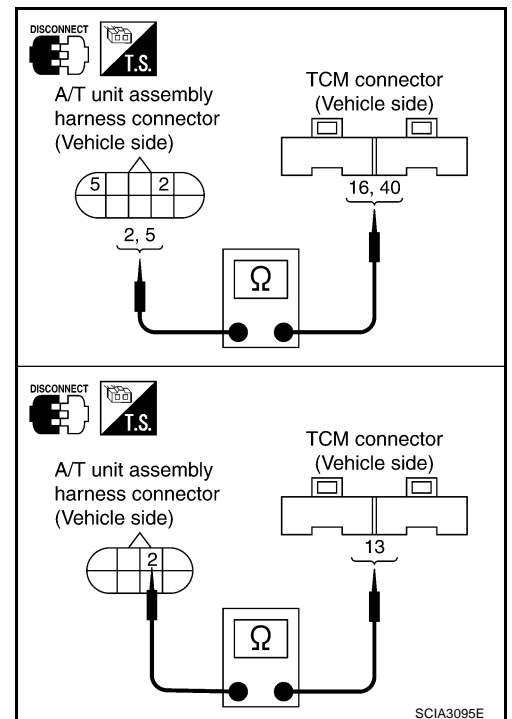 DISCONNECT
T.S.
A/T unit assembly
harness connector
(Vehicle side)
TCM connector
(Vehicle side)
5 2
16, 40
2, 5
Ω
DISCONNECT
T.S.
A/T unit assembly
harness connector
(Vehicle side)
TCM connector
(Vehicle side)
2
13
Ω
SCIA3095E